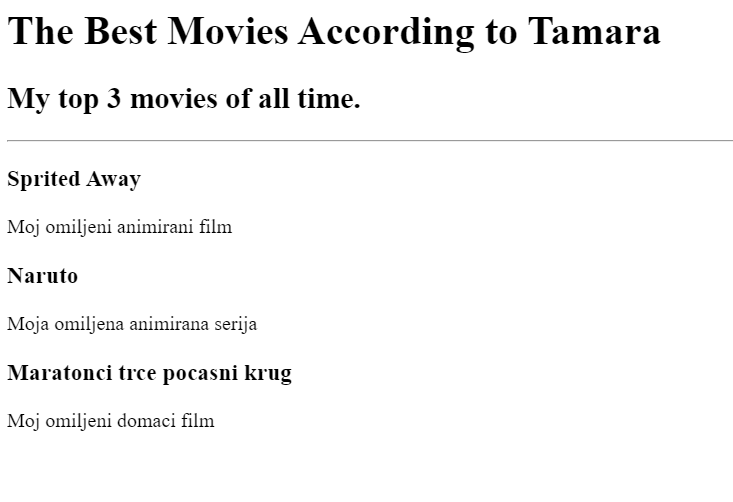 The Best Movies According to Tamara
My top 3 movies of all time.
Sprited Away
Moj omiljeni animirani film
Naruto
Moja omiljena animirana serija
Maratonci trce pocasni krug
Moj omiljeni domaci film